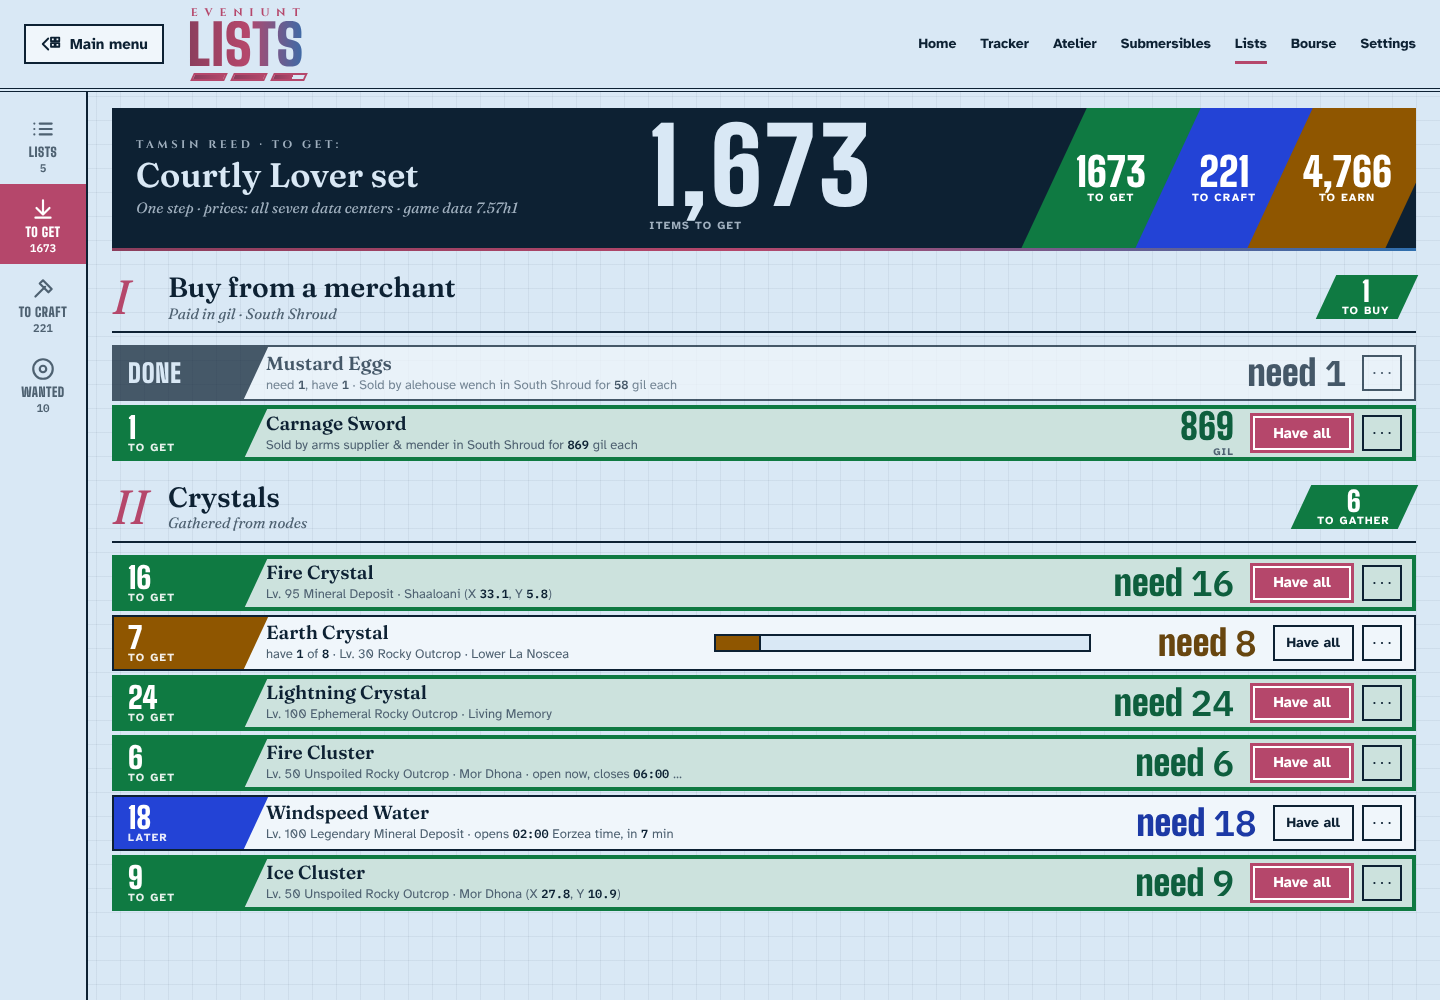 Main menu
EVENIUNT
LISTS
Home
Tracker
Atelier
Submersibles
Lists
Bourse
Settings
LISTS
5
TO GET
1673
TO CRAFT
221
WANTED
10
TAMSIN REED · TO GET:
Courtly Lover set
One step · prices: all seven data centers · game data 7.57h1
1,673
ITEMS TO GET
1673
TO GET
221
TO CRAFT
4,766
TO EARN
I
Buy from a merchant
Paid in gil · South Shroud
1
TO BUY
DONE
Mustard Eggs
need 1, have 1 · Sold by alehouse wench in South Shroud for 58 gil each
need 1
...
1
TO GET
Carnage Sword
Sold by arms supplier & mender in South Shroud for 869 gil each
869
GIL
Have all
...
II
Crystals
Gathered from nodes
6
TO GATHER
16
TO GET
Fire Crystal
Lv. 95 Mineral Deposit · Shaaloani (X 33.1, Y 5.8)
need 16
Have all
...
7
TO GET
Earth Crystal
have 1 of 8 · Lv. 30 Rocky Outcrop · Lower La Noscea
need 8
Have all
...
24
TO GET
Lightning Crystal
Lv. 100 Ephemeral Rocky Outcrop · Living Memory
need 24
Have all
...
6
TO GET
Fire Cluster
Lv. 50 Unspoiled Rocky Outcrop · Mor Dhona · open now, closes 06:00 ...
need 6
Have all
...
18
LATER
Windspeed Water
Lv. 100 Legendary Mineral Deposit · opens 02:00 Eorzea time, in 7 min
need 18
Have all
...
9
TO GET
Ice Cluster
Lv. 50 Unspoiled Rocky Outcrop · Mor Dhona (X 27.8, Y 10.9)
need 9
Have all
...